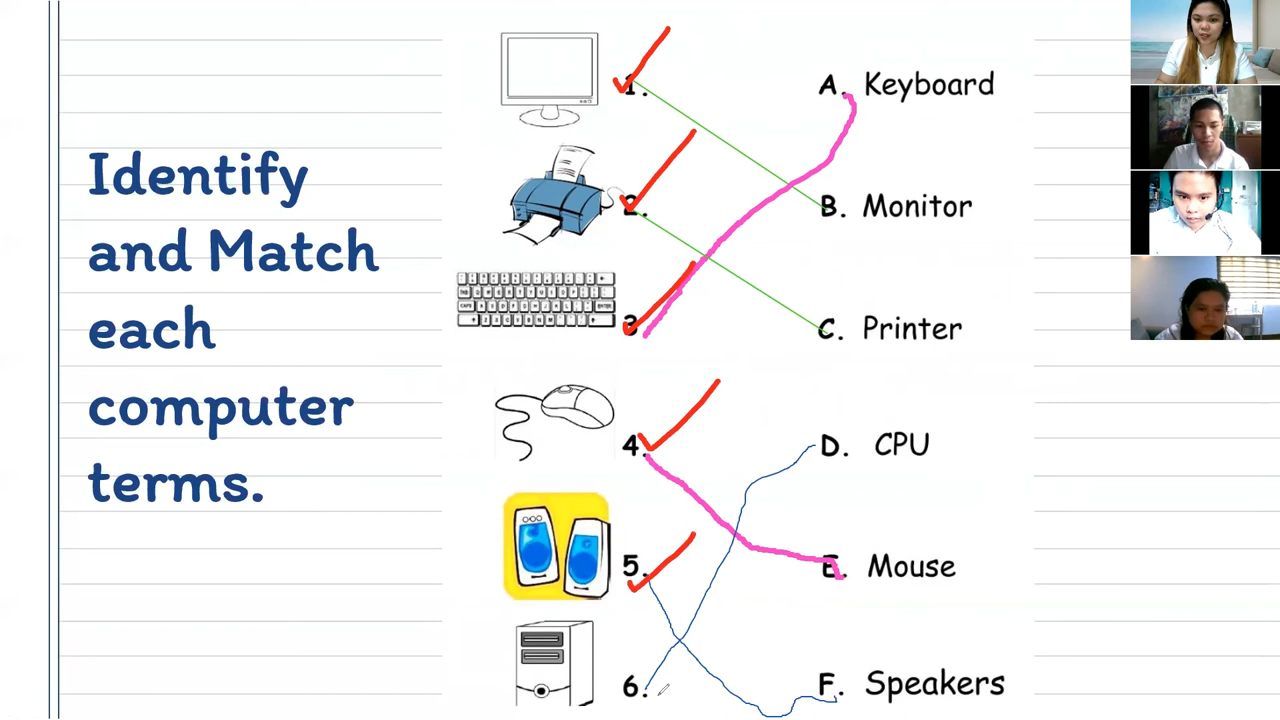 Identify
and Match
each
computer
terms.
1. A. Keyboard
2. B. Monitor
3 C. Printer
4. D. CPU
5. E. Mouse
6. F. Speakers